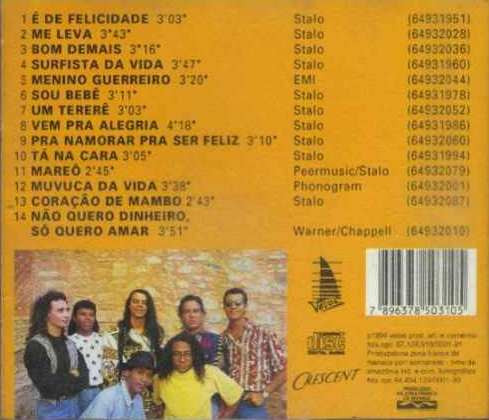 1 É DE FELICIDADE 3'03" Stalo (64931951)
2 ME LEVA 3"43" Stalo (64932028)
3 BOM DEMAIS 3"16" Stalo (64932036)
4 SURFISTA DA VIDA 3'47" Stalo (64931960)
5 MENINO GUERREIRO 3'20" EMI (64932044)
6 SOU BEBÊ 3'11" Stalo (64931978)
7 UM TERERÊ 3'03" Stalo (64932052)
8 VEM PRA ALEGRIA 4"18" Stalo (64931986)
9 PRA NAMORAR PRA SER FELIZ 3'10" Stalo (64932060)
10 TÁ NA CARA 3'05" Stalo (64931994)
11 MAREÔ 2'45" Peermusic/Stalo (64932079)
12 MUVUCA DA VIDA 3'38" Phonogram (64932001)
13 CORAÇÃO DE MAMBO 2'43" Stalo (64932087)
14 NÃO QUERO DINHEIRO,
SÓ QUERO AMAR 3'51" Warner/Chappell (64932010)
Velas
7 896378 503105
COMPACT
disc
DIGITAL AUDIO
CRESCENT